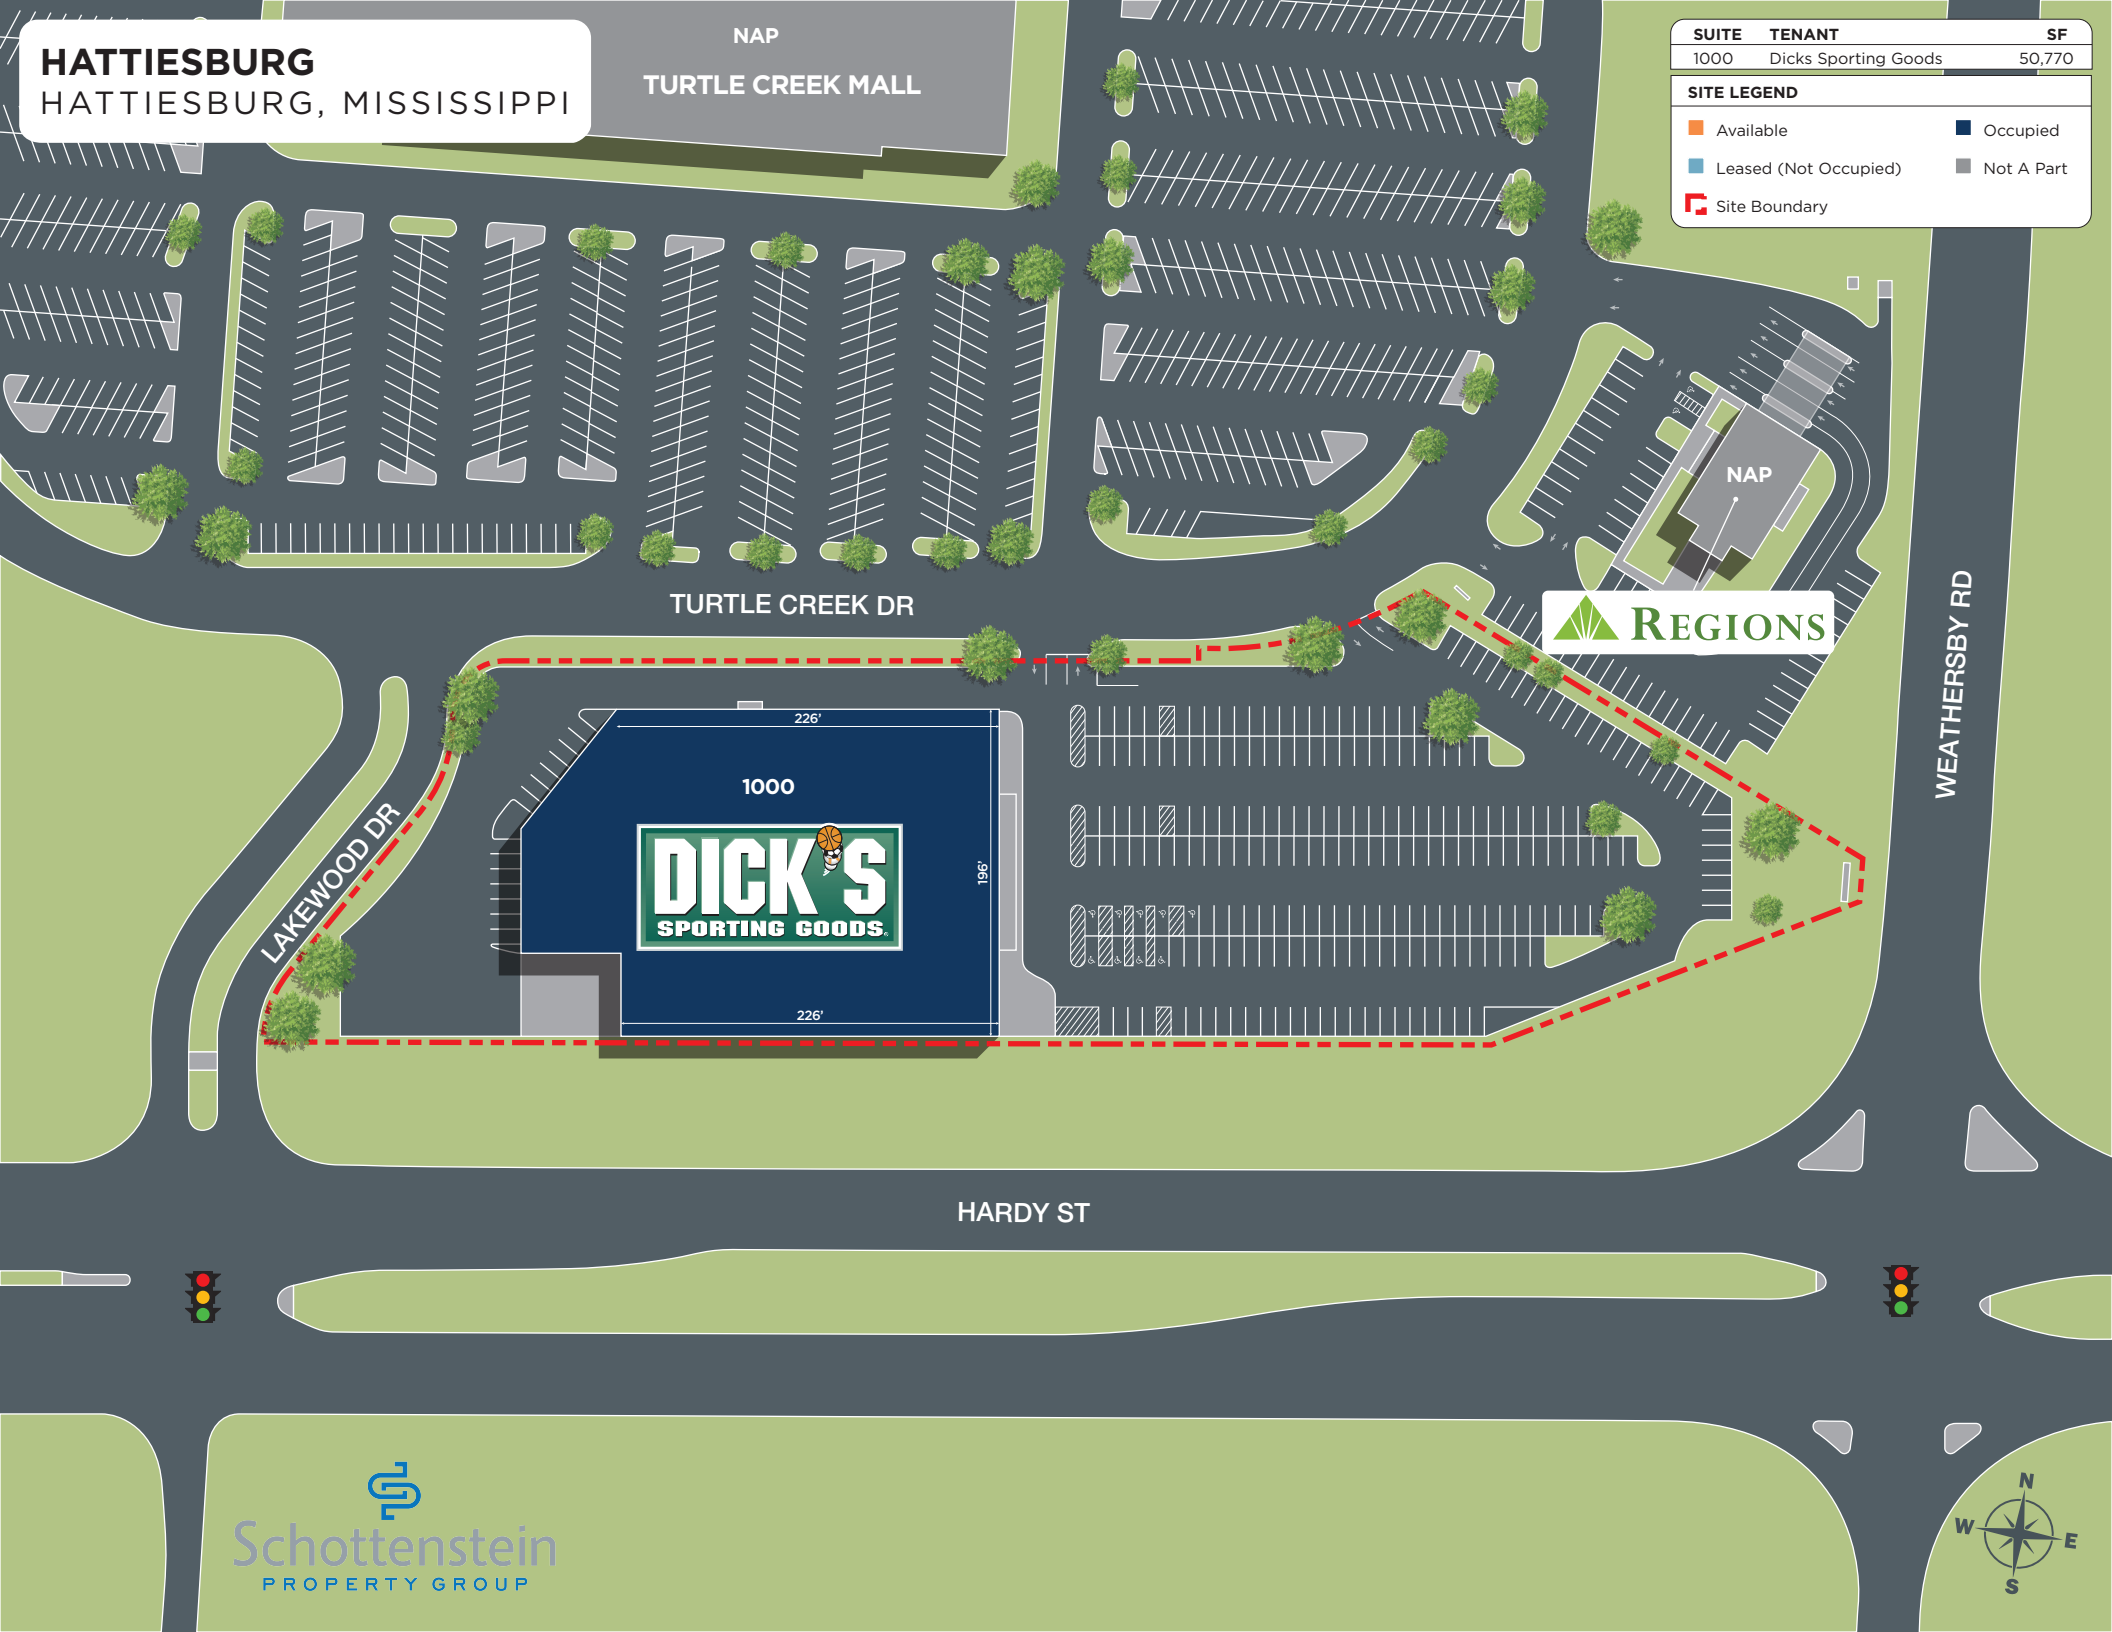 HATTIESBURG
HATTIESBURG, MISSISSIPPI
NAP
TURTLE CREEK MALL
SUITE TENANT SF
1000 Dicks Sporting Goods 50,770
SITE LEGEND
Available
Occupied
Leased (Not Occupied)
Not A Part
Site Boundary
NAP
REGIONS
TURTLE CREEK DR
WEATHERSBY RD
LAKEWOOD DR
226'
1000
196'
DICK'S
SPORTING GOODS
226'
HARDY ST
Schottenstein
PROPERTY GROUP
N
W
E
S